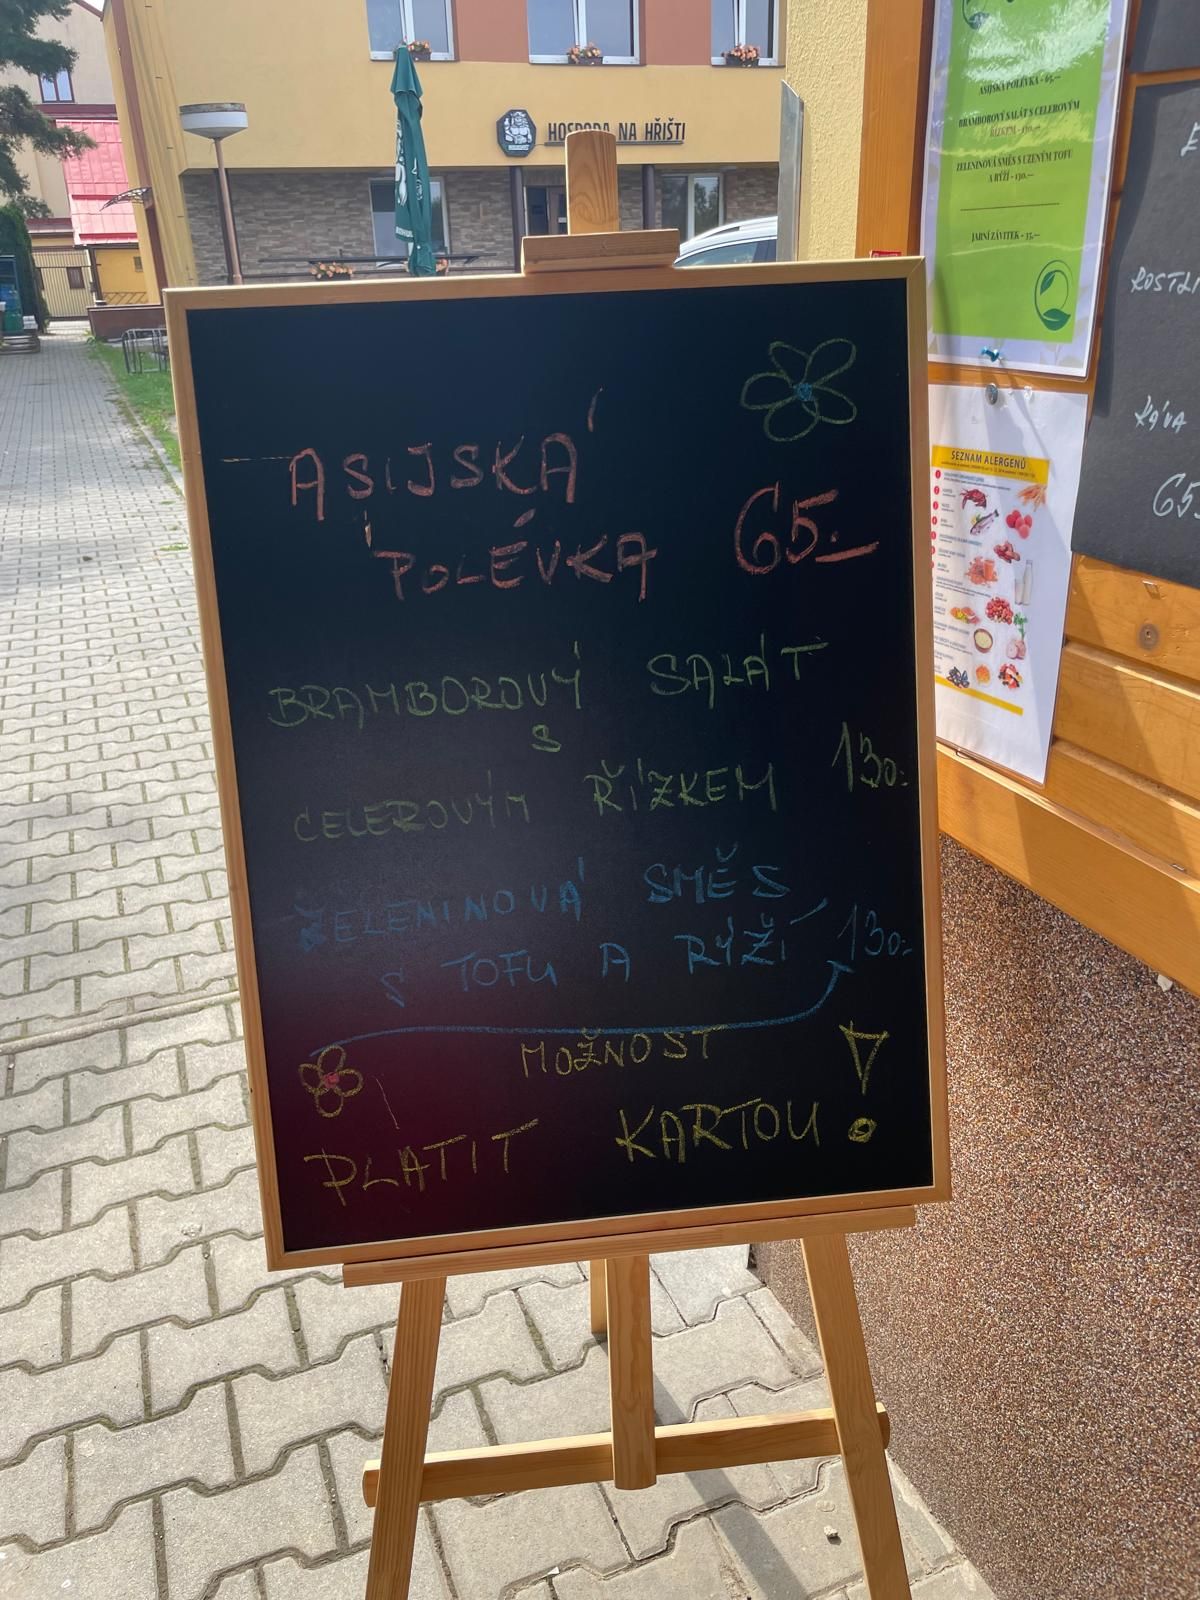 HOSPODA NA HŘIŠTI
ASIJSKÁ
POLÉVKA 65.-
BRAMBOROVÝ SALÁT
S
CELEROVÝM ŘÍZKEM 130.-
ZELENINOVÁ SMĚS
S TOFU A RÝŽÍ 130.-
MOŽNOST
PLATIT KARTOU!
ASIJSKÁ POLÉVKA - 65,—
BRAMBOROVÝ SALÁT S CELEROVÝM
ŘÍZKEM - 130,—
ZELENINOVÁ SMĚS S UZENÝM TOFU
A RÝŽÍ - 130,—
JARNÍ ZÁVITEK - 35,—
SEZNAM ALERGENŮ
KÁVA
65